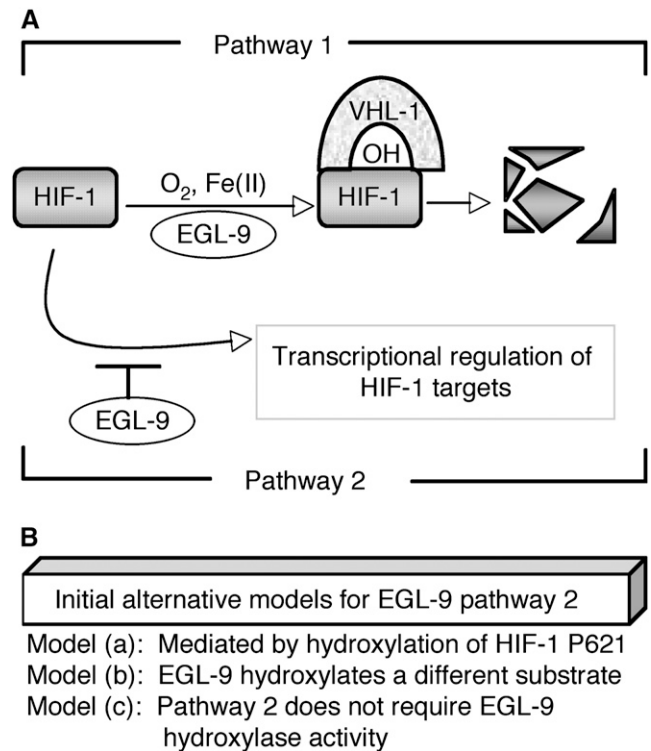 A
Pathway 1
VHL-1
OH
HIF-1
O₂, Fe(II)
HIF-1
EGL-9
Transcriptional regulation of
HIF-1 targets
EGL-9
Pathway 2
B
Initial alternative models for EGL-9 pathway 2
Model (a): Mediated by hydroxylation of HIF-1 P621
Model (b): EGL-9 hydroxylates a different substrate
Model (c): Pathway 2 does not require EGL-9
hydroxylase activity